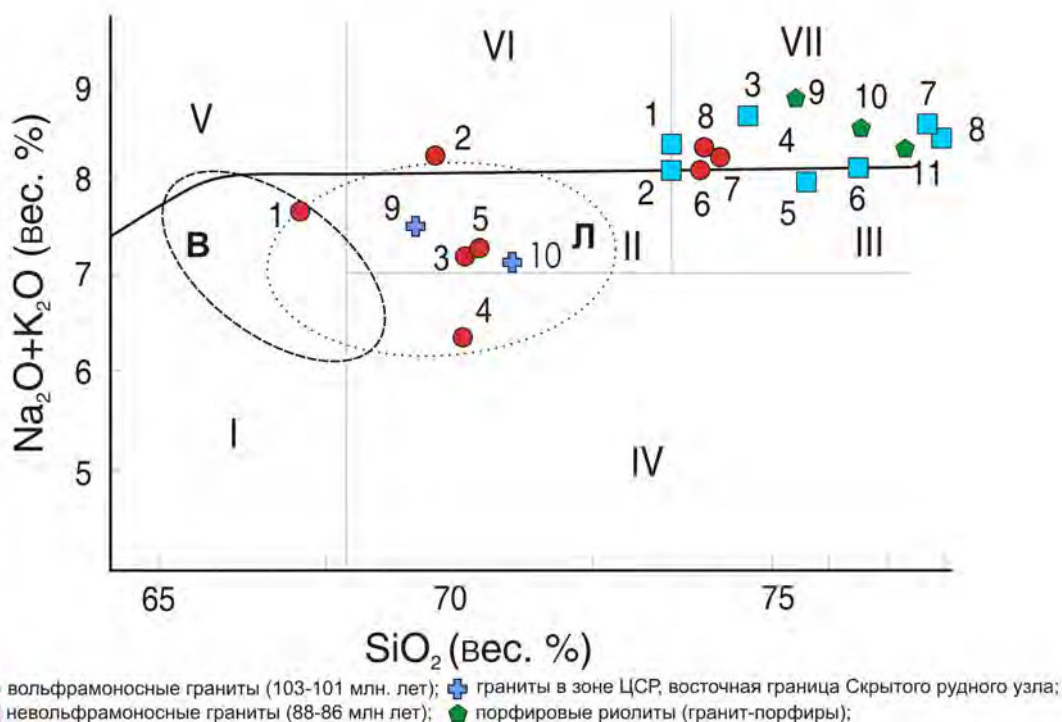 VI
VII
9
3
9
10
7
V
1
8
4
8
2
8
2
6
7
5
6
11
1
9
5
Л
II
III
В
3
10
7
4
6
I
IV
5
65
70
75
Na₂O+K₂O (вес. %)
SiO₂ (вес. %)
вольфрамоносные граниты (103-101 млн. лет); граниты в зоне ЦСР, восточная граница Скрытого рудного узла;
невольфрамоносные граниты (88-86 млн лет); порфировые риолиты (гранит-порфиры);